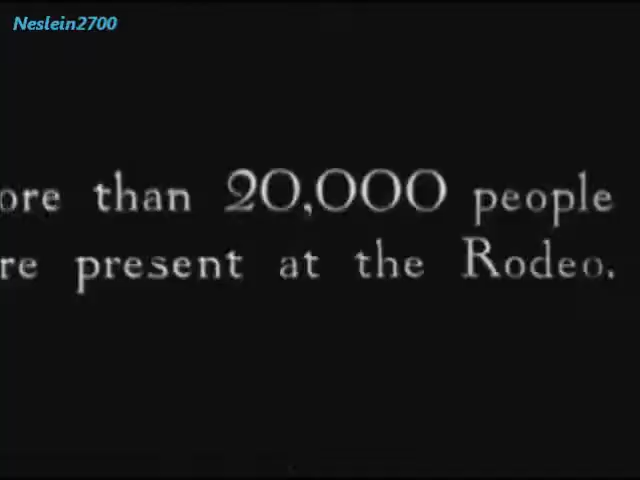 Neslein2700
ore than 20,000 people
re present at the Rodeo.